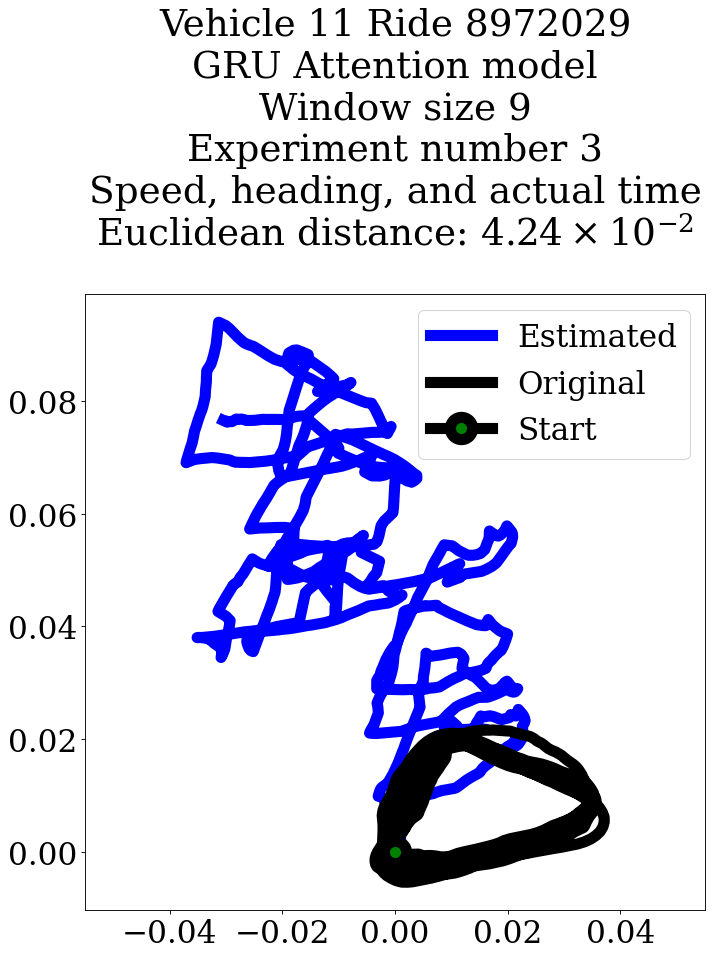 Vehicle 11 Ride 8972029
GRU Attention model
Window size 9
Experiment number 3
Speed, heading, and actual time
Euclidean distance: 4.24 × 10⁻²
Estimated
Original
Start
0.08
0.06
0.04
0.02
0.00
−0.04 −0.02 0.00 0.02 0.04